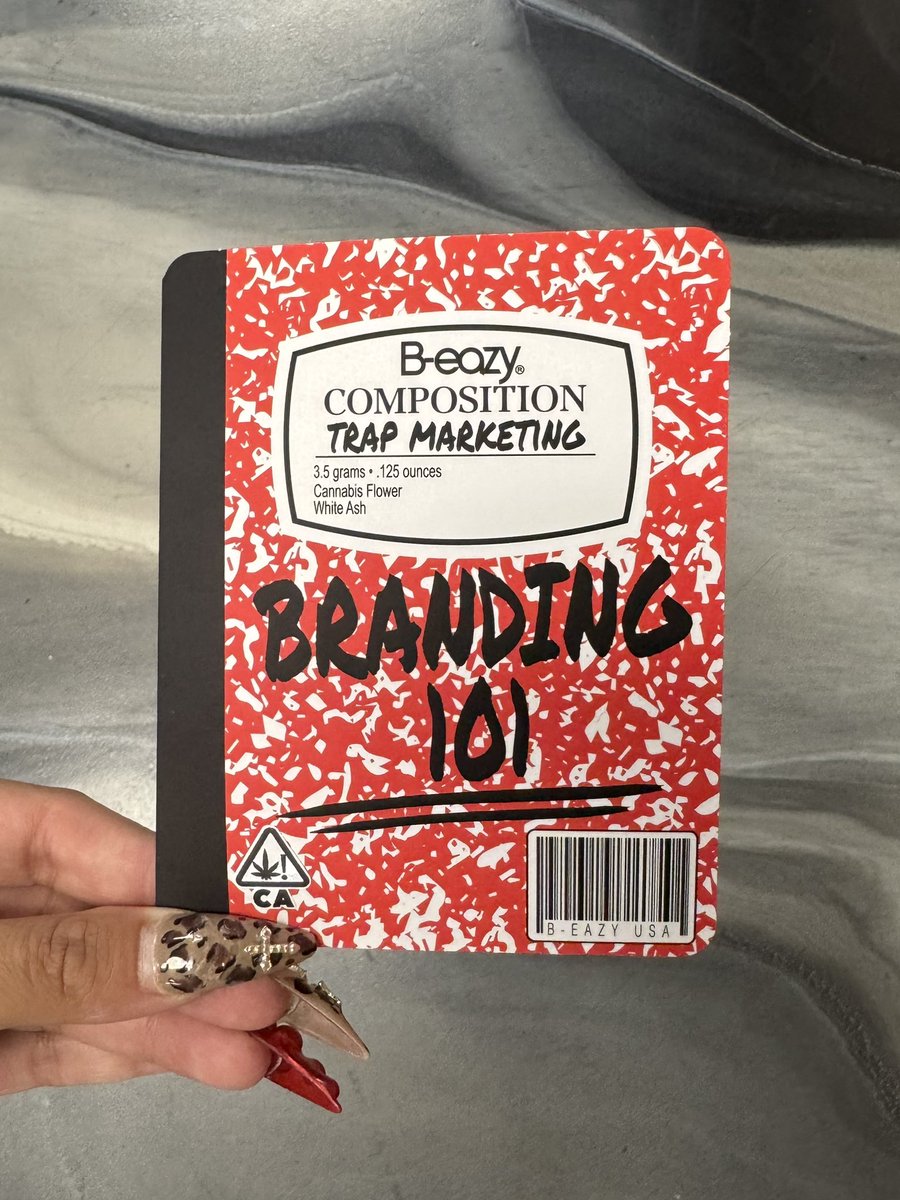 B-eazy®
COMPOSITION
TRAP MARKETING
3.5 grams • .125 ounces
Cannabis Flower
White Ash
BRANDING
101
!
CA
B-EAZY USA